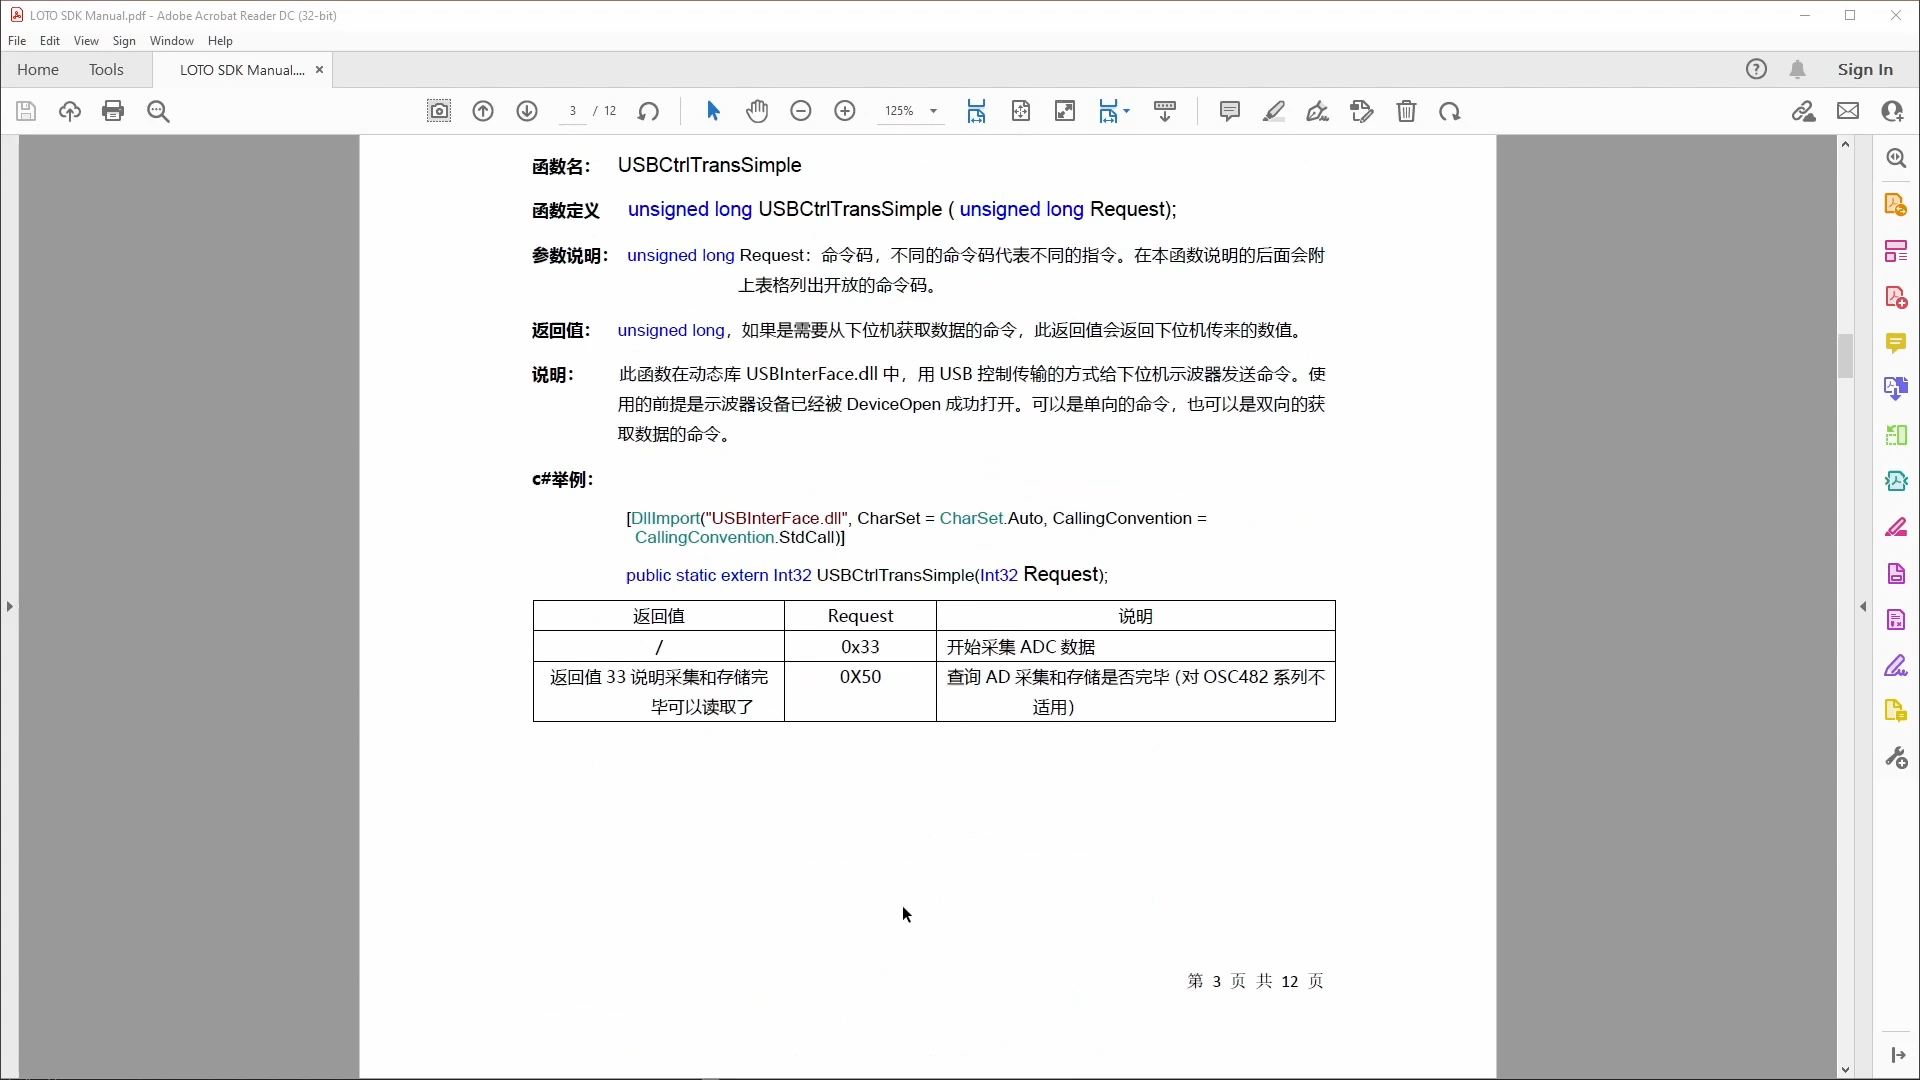 LOTO SDK Manual.pdf - Adobe Acrobat Reader DC (32-bit)
File Edit View Sign Window Help
Home Tools LOTO SDK Manual.... × Sign In
3 / 12 125%
函数名： USBCtrlTransSimple
函数定义 unsigned long USBCtrlTransSimple ( unsigned long Request);
参数说明： unsigned long Request：命令码，不同的命令码代表不同的指令。在本函数说明的后面会附
上表格列出开放的命令码。
返回值： unsigned long，如果是需要从下位机获取数据的命令，此返回值会返回下位机传来的数值。
说明： 此函数在动态库 USBInterFace.dll 中，用 USB 控制传输的方式给下位机示波器发送命令。使
用的前提是示波器设备已经被 DeviceOpen 成功打开。可以是单向的命令，也可以是双向的获
取数据的命令。
c#举例：
[DllImport("USBInterFace.dll", CharSet = CharSet.Auto, CallingConvention =
CallingConvention.StdCall)]
public static extern Int32 USBCtrlTransSimple(Int32 Request);
返回值 Request 说明
/ 0x33 开始采集 ADC 数据
返回值 33 说明采集和存储完 0X50 查询 AD 采集和存储是否完毕（对 OSC482 系列不
毕可以读取了 适用）
第 3 页 共 12 页